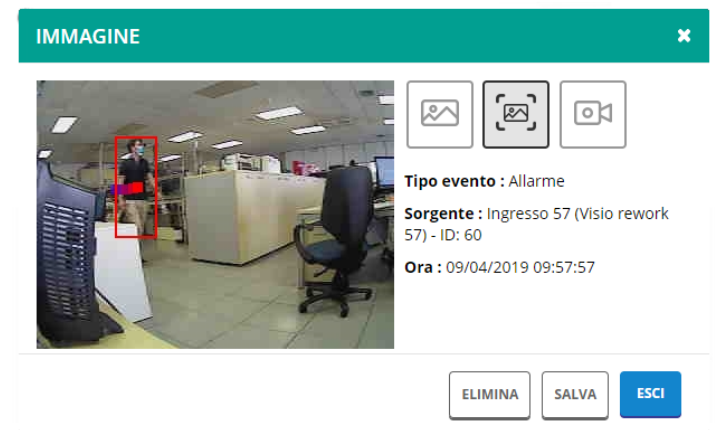 IMMAGINE
Tipo evento : Allarme
Sorgente : Ingresso 57 (Visio rework
57) - ID: 60
Ora : 09/04/2019 09:57:57
ELIMINA
SALVA
ESCI